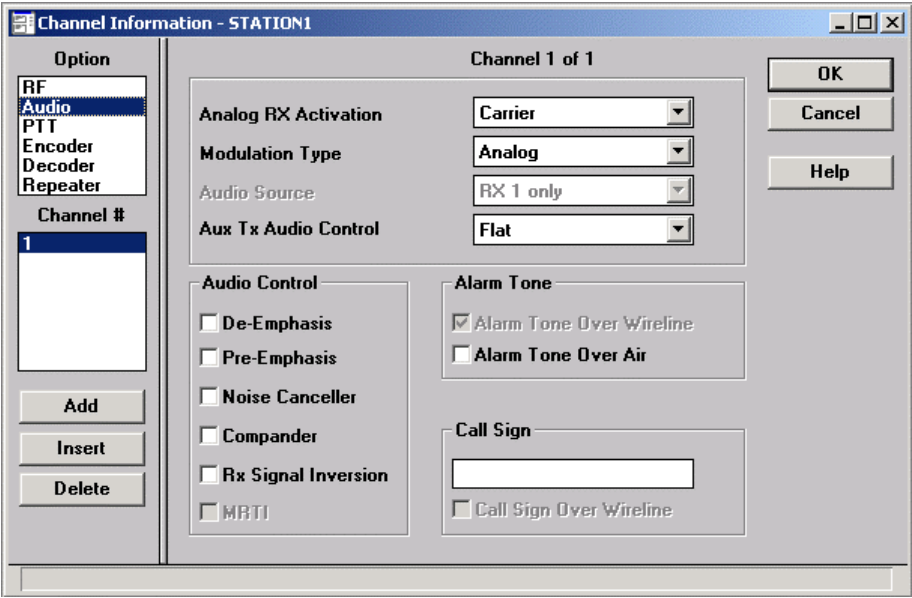 Channel Information - STATION1
Option
RF
Audio
PTT
Encoder
Decoder
Repeater
Channel #
1
Add
Insert
Delete
Channel 1 of 1
Analog RX Activation Carrier
Modulation Type Analog
Audio Source RX 1 only
Aux Tx Audio Control Flat
Audio Control
De-Emphasis
Pre-Emphasis
Noise Canceller
Compander
Rx Signal Inversion
MRTI
Alarm Tone
Alarm Tone Over Wireline
Alarm Tone Over Air
Call Sign
Call Sign Over Wireline
OK
Cancel
Help